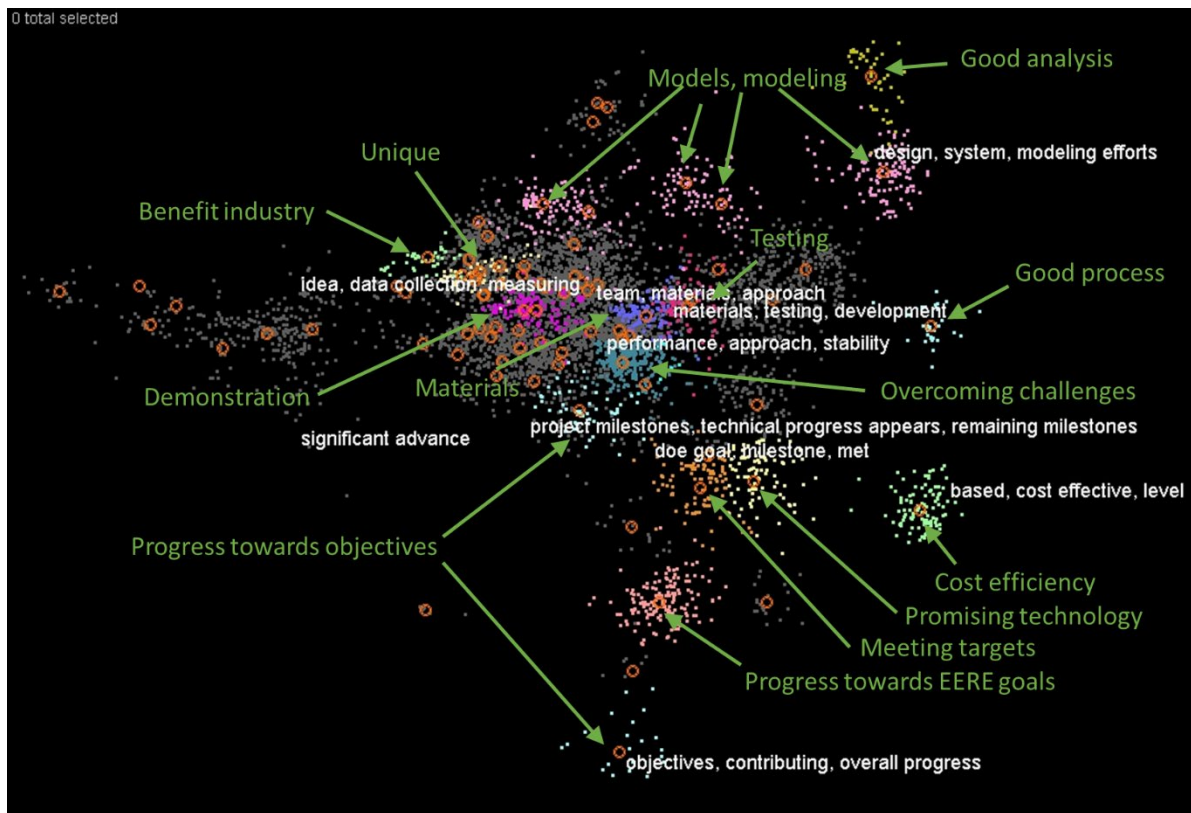 0 total selected
Good analysis
Models, modeling
design, system, modeling efforts
Unique
Benefit industry
Testing
Good process
idea, data collection, measuring
team, materials, approach
materials, testing, development
performance, approach, stability
Demonstration
Materials
Overcoming challenges
significant advance
project milestones, technical progress appears, remaining milestones
doe goal, milestone, met
based, cost effective, level
Progress towards objectives
Cost efficiency
Promising technology
Meeting targets
Progress towards EERE goals
objectives, contributing, overall progress